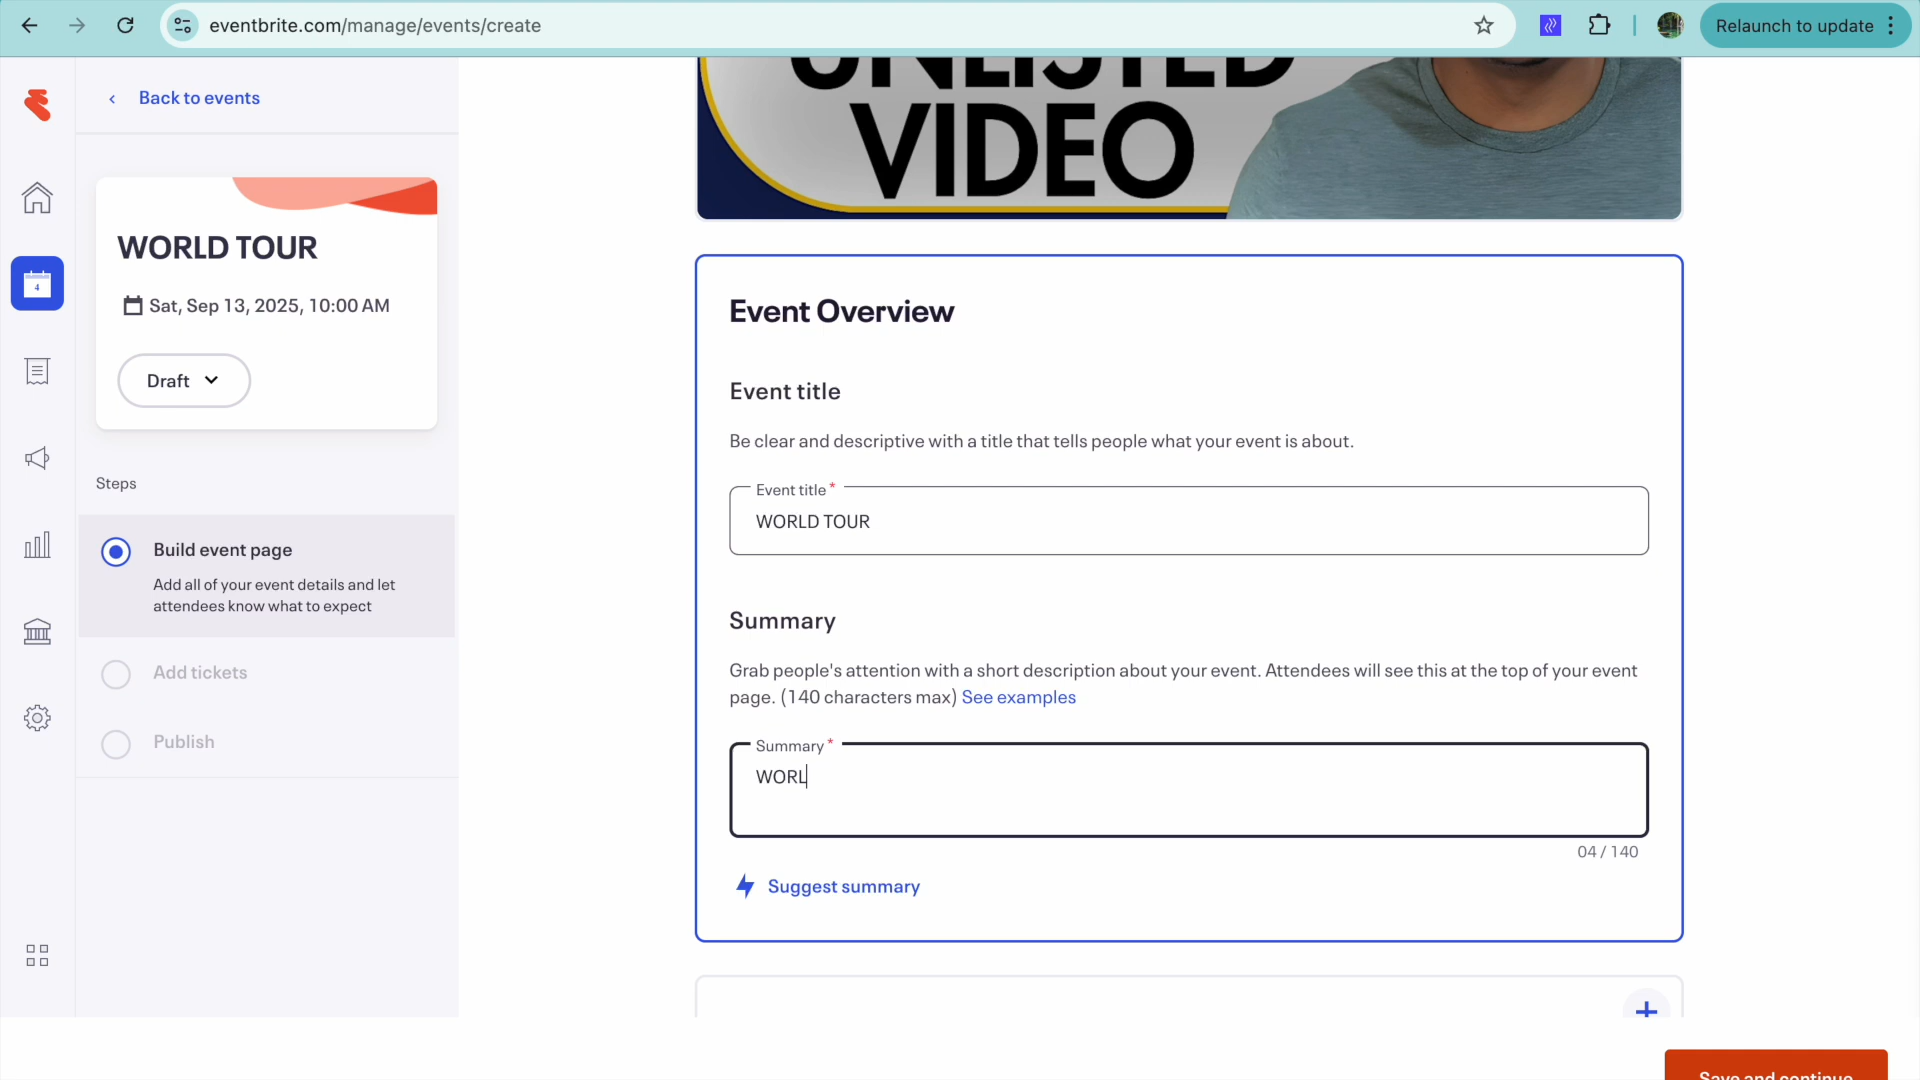 eventbrite.com/manage/events/create
Relaunch to update
Back to events
WORLD TOUR
Sat, Sep 13, 2025, 10:00 AM
Draft
Steps
Build event page
Add all of your event details and let
attendees know what to expect
Add tickets
Publish
4
UNLISTED
VIDEO
Event Overview
Event title
Be clear and descriptive with a title that tells people what your event is about.
Event title *
WORLD TOUR
Summary
Grab people's attention with a short description about your event. Attendees will see this at the top of your event
page. (140 characters max) See examples
Summary *
WORL
04 / 140
Suggest summary
Save and continue